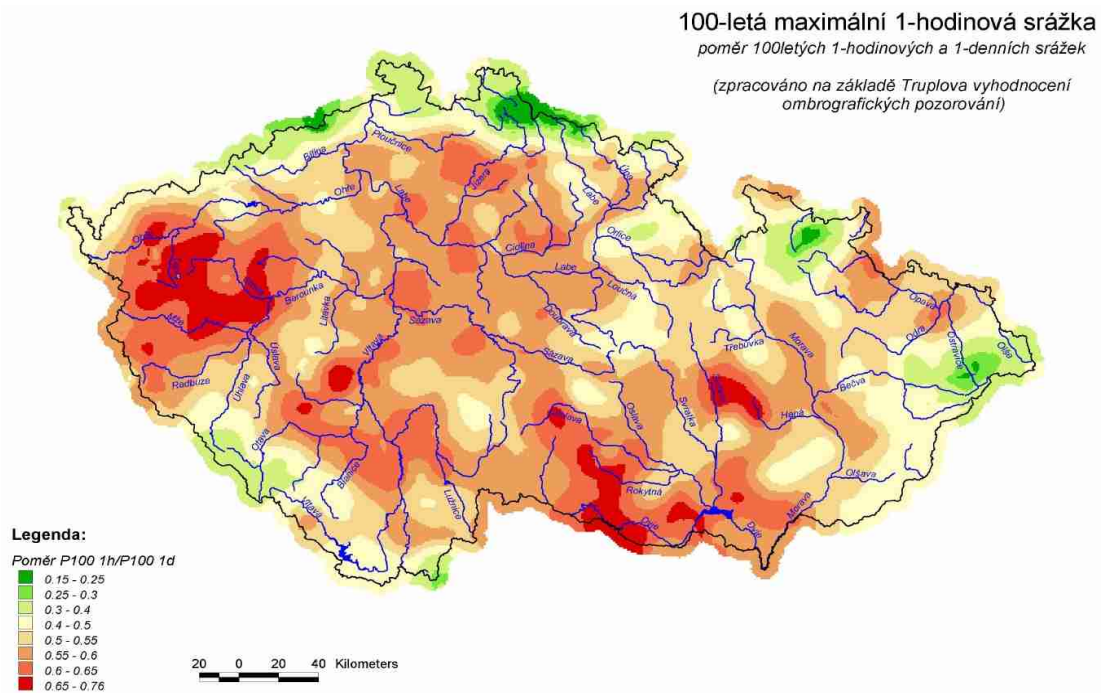 100-letá maximální 1-hodinová srážka
poměr 100letých 1-hodinových a 1-denních srážek
(zpracováno na základě Truplova vyhodnocení
ombrografických pozorování)
Ploučnice
Bílina
Jizera
Úpa
Ohře
Labe
Labe
Orlice
Ohře
Cidlina
Labe
Loučná
Berounka
Litávka
Opava
Mže
Sázava
Doubrava
Odra
Ostravice
Olše
Úslava
Vltava
Třebůvka
Morava
Sázava
Radbuza
Úhlava
Bečva
Svitava
Haná
Jihlava
Oslava
Svratka
Otava
Blanice
Olšava
Rokytná
Lužnice
Vltava
Morava
Dyje
Dyje
Legenda:
Poměr P100 1h/P100 1d
0.15 - 0.25
0.25 - 0.3
0.3 - 0.4
0.4 - 0.5
0.5 - 0.55
0.55 - 0.6
0.6 - 0.65
0.65 - 0.76
20 0 20 40 Kilometers